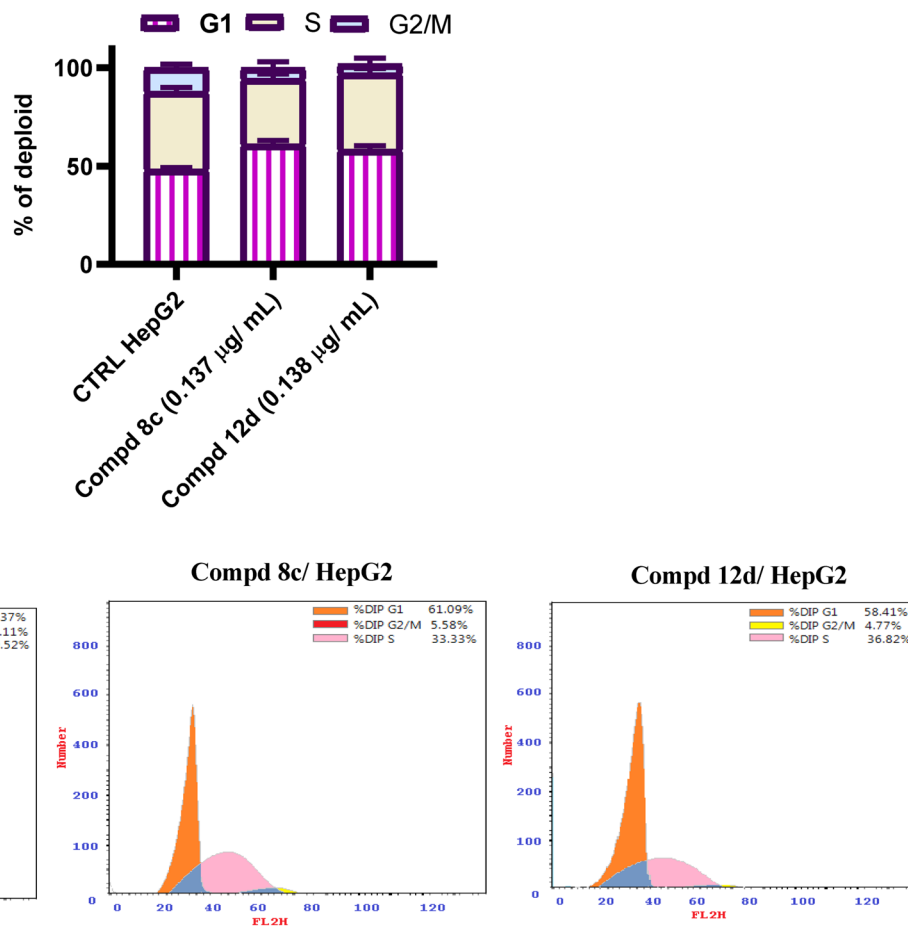 G1 S G2/M
% of deploid
100
50
0
CTRL HepG2
Compd 8c (0.137 µg/ mL)
Compd 12d (0.138 µg/ mL)
37%
.11%
.52%
Compd 8c/ HepG2
%DIP G1 61.09%
%DIP G2/M 5.58%
%DIP S 33.33%
Number
800
600
400
200
100
0
0 20 40 60 80 100 120
FL2H
Compd 12d/ HepG2
%DIP G1 58.41%
%DIP G2/M 4.77%
%DIP S 36.82%
Number
800
600
400
200
100
0
0 20 40 60 80 100 120
FL2H